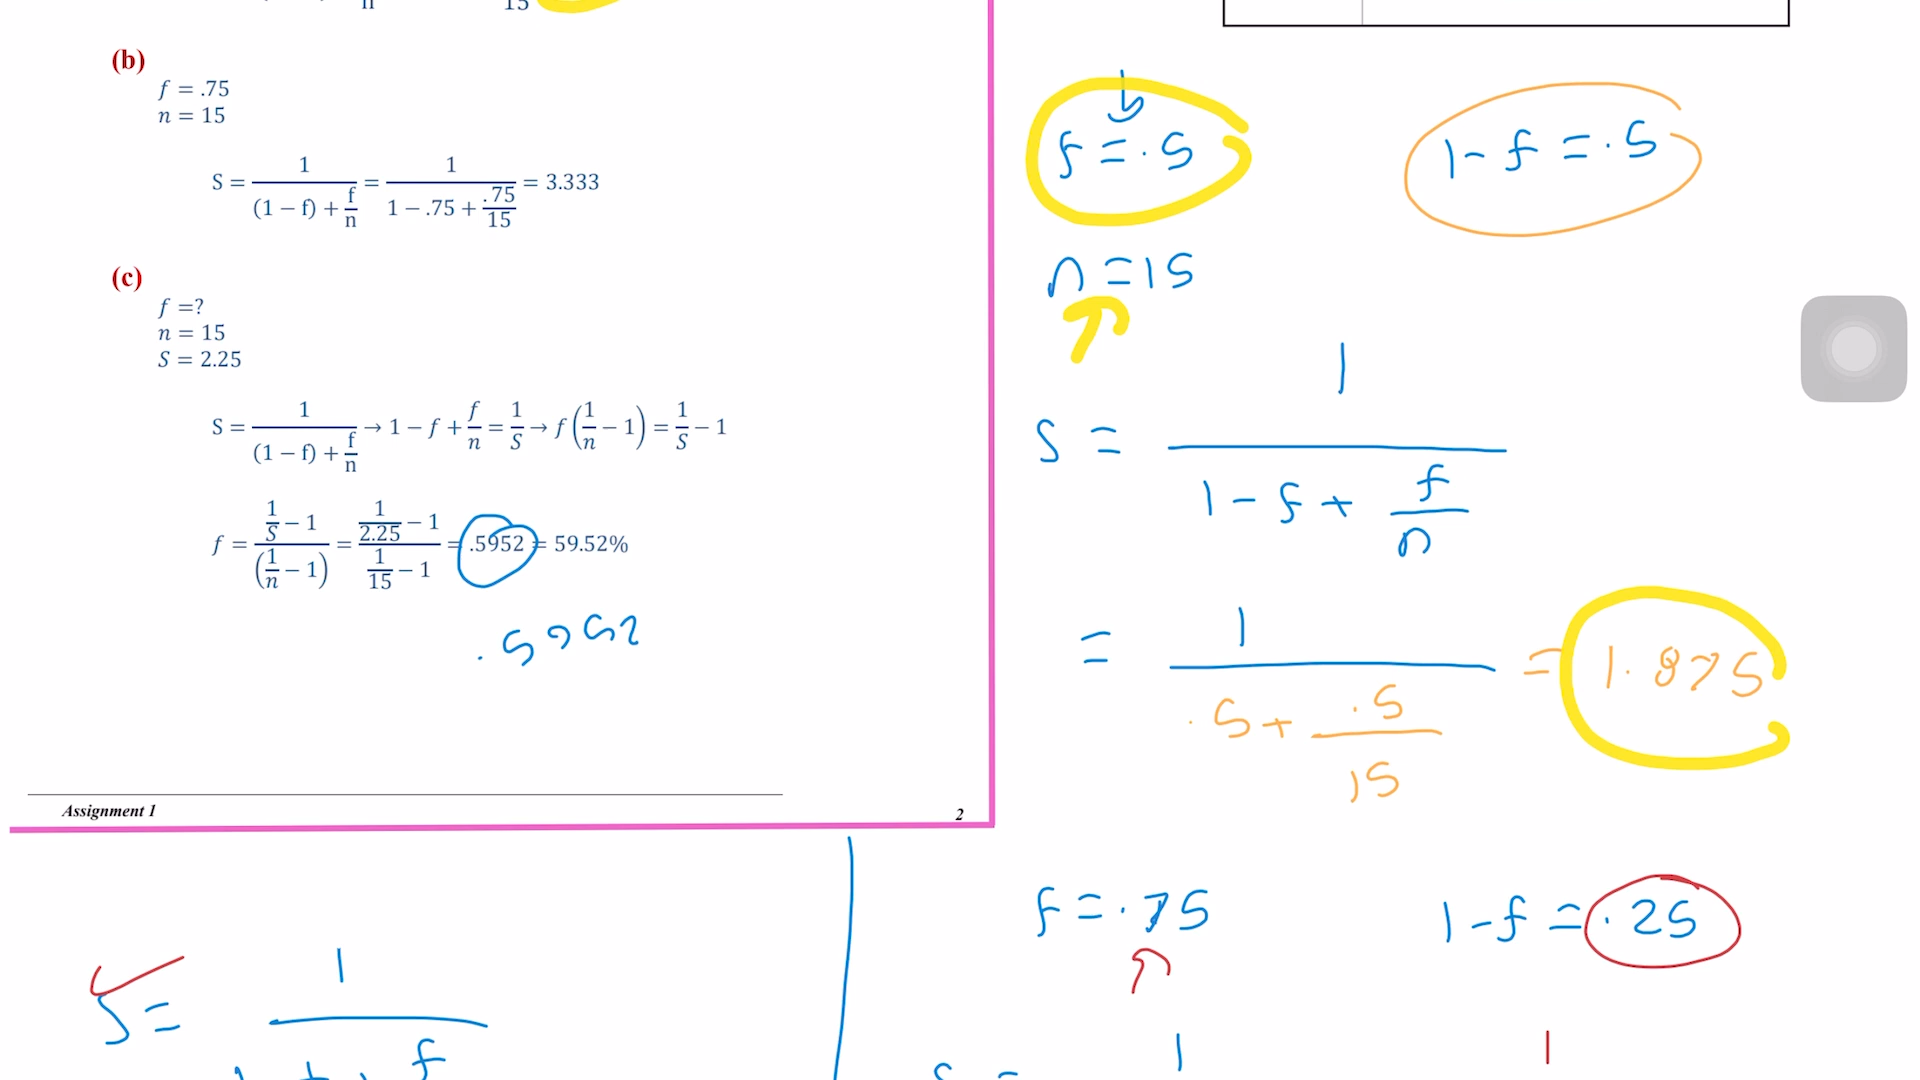 n 15
(b)
f = .75
n = 15
S = 1 / ((1 − f) + f/n) = 1 / (1 − .75 + .75/15) = 3.333
(c)
f =?
n = 15
S = 2.25
S = 1 / ((1 − f) + f/n) → 1 − f + f/n = 1/S → f(1/n − 1) = 1/S − 1
f = (1/S − 1) / (1/n − 1) = (1/2.25 − 1) / (1/15 − 1) = .5952 = 59.52%
.5952
Assignment 1 2
S =
1
f
f = .5 1 - f = .5
n = 15
S = 1 / (1 - f + f/n)
= 1 / (.5 + .5/15) = 1.875
f = .75 1 - f = .25
1 1